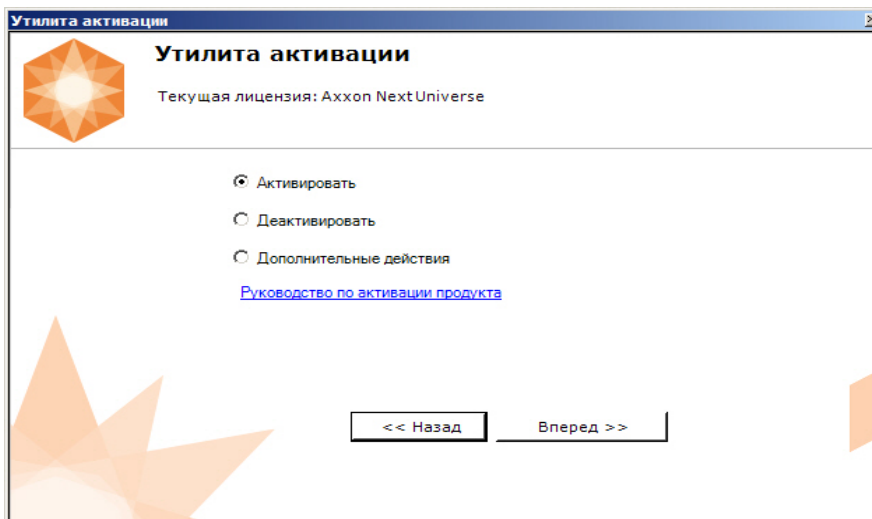 Утилита активации
Утилита активации
Текущая лицензия: Axxon Next Universe
Активировать
Деактивировать
Дополнительные действия
Руководство по активации продукта
<< Назад
Вперед >>